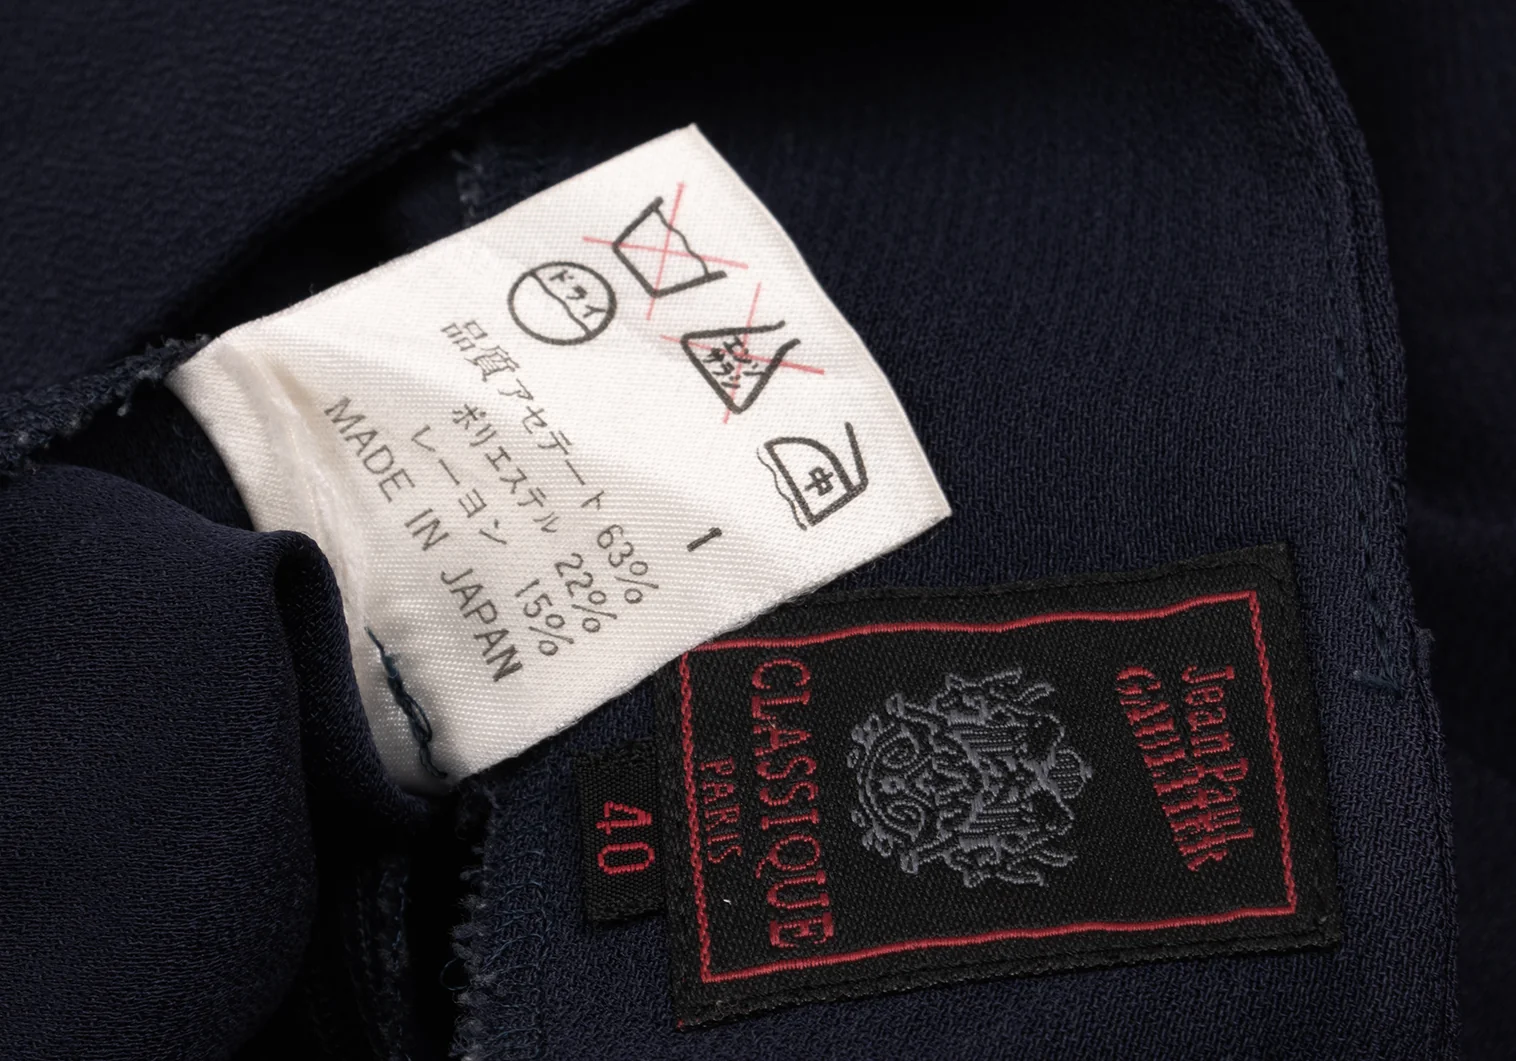 ドライ
エンソ
サラシ
中
1
品質 アセテート 63%
ポリエステル 22%
レーヨン 15%
MADE IN JAPAN
Jean Paul
GAULTIER
CLASSIQUE
PARIS
40